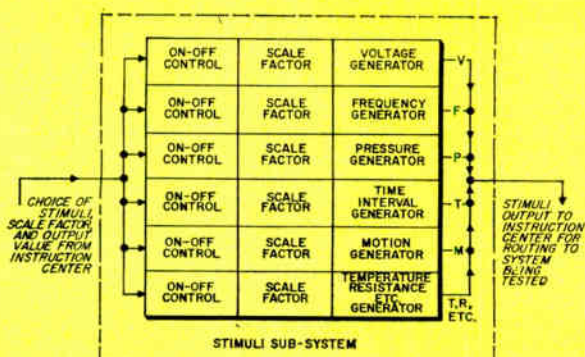 ON-OFF CONTROL
SCALE FACTOR
VOLTAGE GENERATOR
V
ON-OFF CONTROL
SCALE FACTOR
FREQUENCY GENERATOR
F
ON-OFF CONTROL
SCALE FACTOR
PRESSURE GENERATOR
P
ON-OFF CONTROL
SCALE FACTOR
TIME INTERVAL GENERATOR
T
ON-OFF CONTROL
SCALE FACTOR
MOTION GENERATOR
M
ON-OFF CONTROL
SCALE FACTOR
TEMPERATURE RESISTANCE ETC. GENERATOR
T, R, ETC.
CHOICE OF
STIMULI,
SCALE FACTOR,
AND OUTPUT
VALUE FROM
INSTRUCTION
CENTER
STIMULI
OUTPUT TO
INSTRUCTION
CENTER FOR
ROUTING TO
SYSTEM
BEING
TESTED
STIMULI SUB-SYSTEM